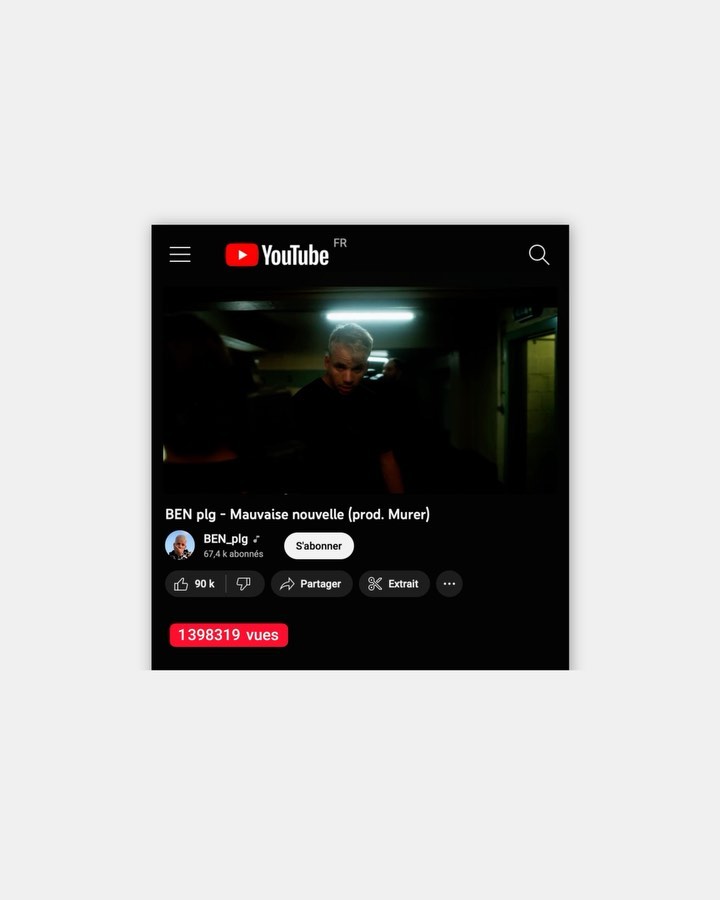 YouTube FR
BEN plg - Mauvaise nouvelle (prod. Murer)
BEN_plg
67,4 k abonnés
S'abonner
90 k
Partager
Extrait
1398319 vues